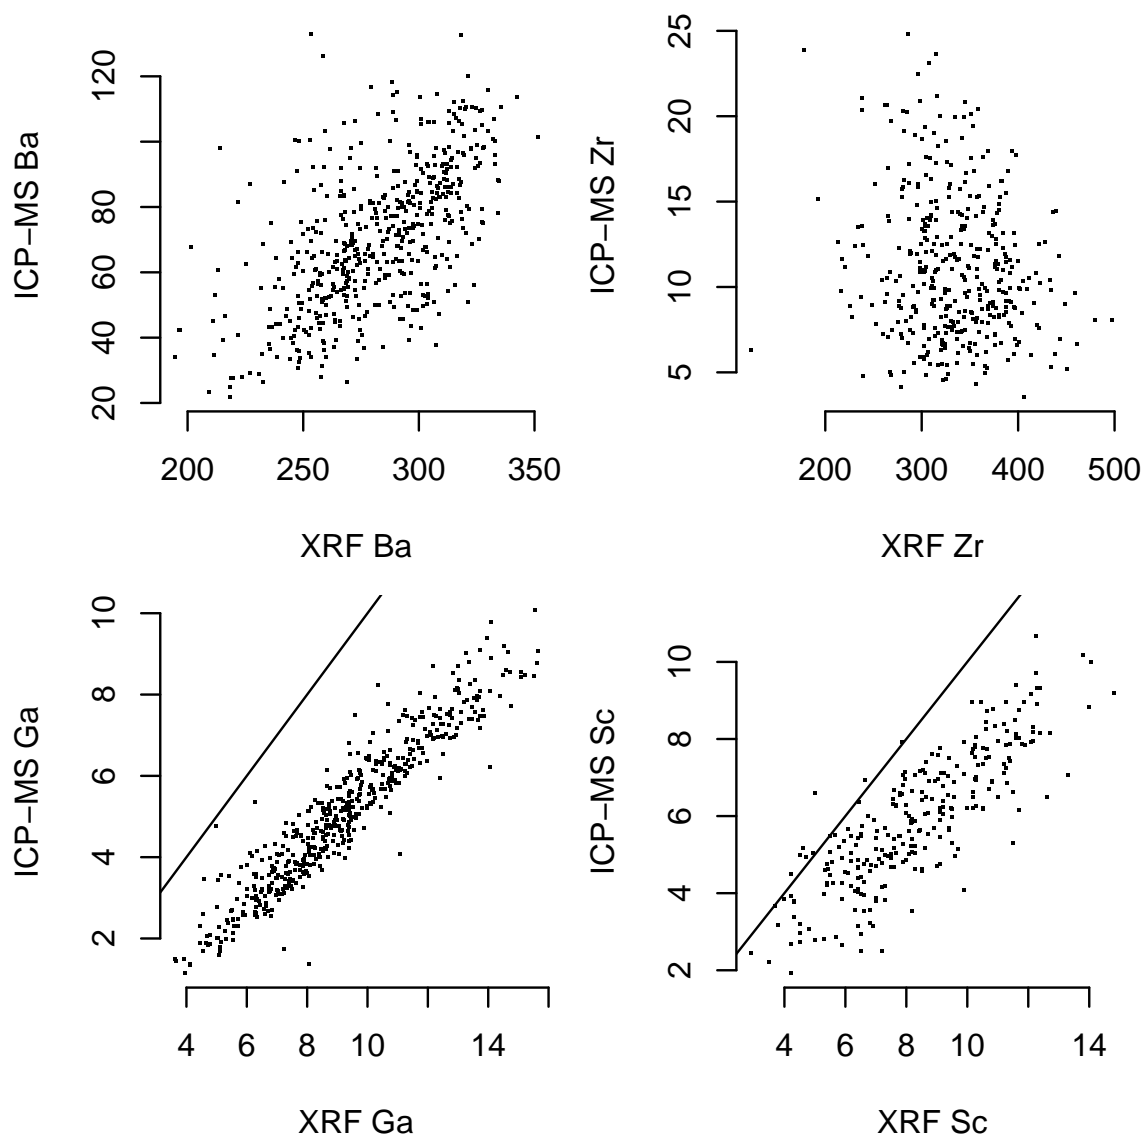 ICP−MS Ba
20 40 60 80 120
200 250 300 350
XRF Ba
ICP−MS Zr
5 10 15 20 25
200 300 400 500
XRF Zr
ICP−MS Ga
2 4 6 8 10
4 6 8 10 14
XRF Ga
ICP−MS Sc
2 4 6 8 10
4 6 8 10 14
XRF Sc